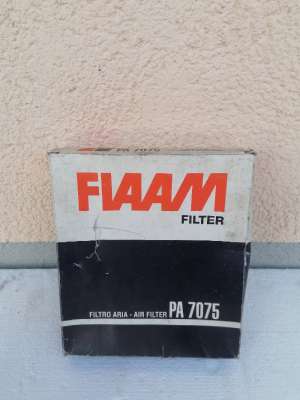 PA 7075
FIAAM
FILTER
FILTRO ARIA - AIR FILTER PA 7075